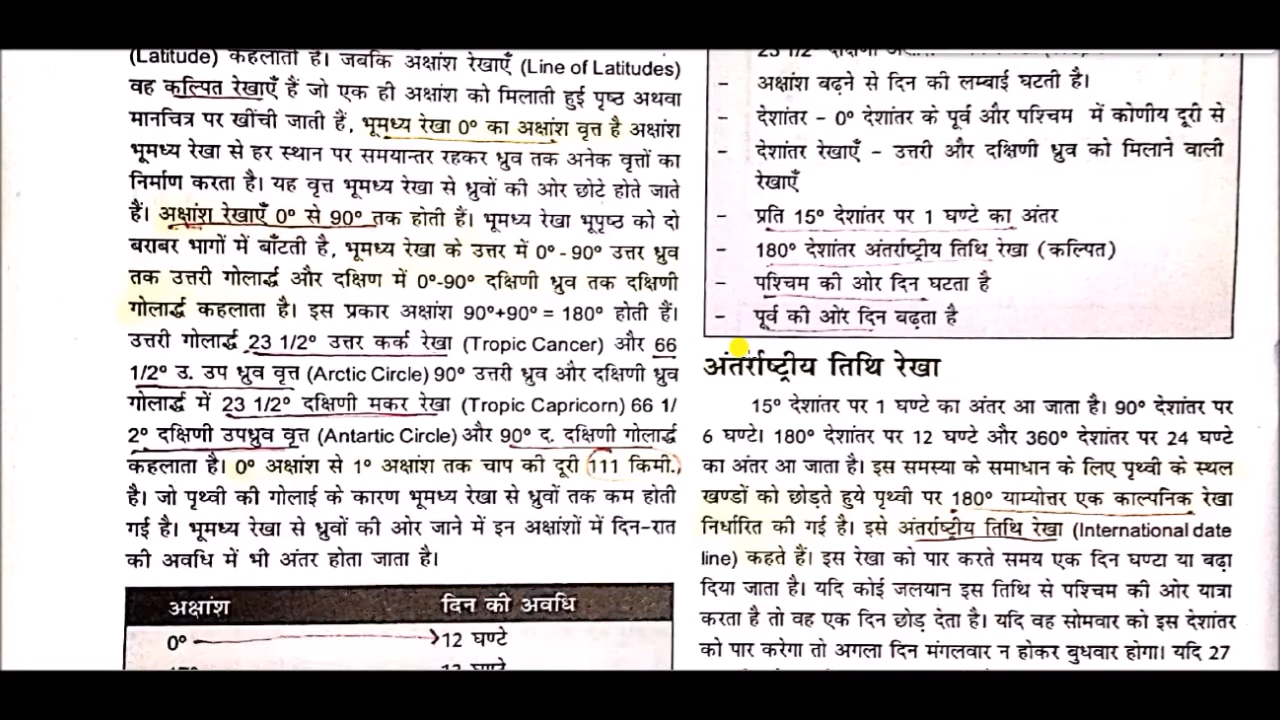 (Latitude) कहलाती है। जबकि अक्षांश रेखाएँ (Line of Latitudes)
वह कल्पित रेखाएँ हैं जो एक ही अक्षांश को मिलाती हुई पृष्ठ अथवा
मानचित्र पर खींची जाती हैं, भूमध्य रेखा 0° का अक्षांश वृत्त है अक्षांश
भूमध्य रेखा से हर स्थान पर समयान्तर रहकर ध्रुव तक अनेक वृत्तों का
निर्माण करता है। यह वृत्त भूमध्य रेखा से ध्रुवों की ओर छोटे होते जाते
हैं। अक्षांश रेखाएँ 0° से 90° तक होती हैं। भूमध्य रेखा भूपृष्ठ को दो
बराबर भागों में बाँटती है, भूमध्य रेखा के उत्तर में 0° - 90° उत्तर ध्रुव
तक उत्तरी गोलार्द्ध और दक्षिण में 0°-90° दक्षिणी ध्रुव तक दक्षिणी
गोलार्द्ध कहलाता है। इस प्रकार अक्षांश 90°+90° = 180° होती हैं।
उत्तरी गोलार्द्ध 23 1/2° उत्तर कर्क रेखा (Tropic Cancer) और 66
1/2° उ. उप ध्रुव वृत्त (Arctic Circle) 90° उत्तरी ध्रुव और दक्षिणी ध्रुव
गोलार्द्ध में 23 1/2° दक्षिणी मकर रेखा (Tropic Capricorn) 66 1/
2° दक्षिणी उपध्रुव वृत्त (Antartic Circle) और 90° द. दक्षिणी गोलार्द्ध
कहलाता है। 0° अक्षांश से 1° अक्षांश तक चाप की दूरी 111 किमी.,
है। जो पृथ्वी की गोलाई के कारण भूमध्य रेखा से ध्रुवों तक कम होती
गई है। भूमध्य रेखा से ध्रुवों की ओर जाने में इन अक्षांशों में दिन-रात
की अवधि में भी अंतर होता जाता है।
अक्षांश दिन की अवधि
0° 12 घण्टे
- अक्षांश बढ़ने से दिन की लम्बाई घटती है।
- देशांतर - 0° देशांतर के पूर्व और पश्चिम में कोणीय दूरी से
- देशांतर रेखाएँ - उत्तरी और दक्षिणी ध्रुव को मिलाने वाली
रेखाएँ
- प्रति 15° देशांतर पर 1 घण्टे का अंतर
- 180° देशांतर अंतर्राष्ट्रीय तिथि रेखा (कल्पित)
- पश्चिम की ओर दिन घटता है
- पूर्व की ओर दिन बढ़ता है
अंतर्राष्ट्रीय तिथि रेखा
15° देशांतर पर 1 घण्टे का अंतर आ जाता है। 90° देशांतर पर
6 घण्टे। 180° देशांतर पर 12 घण्टे और 360° देशांतर पर 24 घण्टे
का अंतर आ जाता है। इस समस्या के समाधान के लिए पृथ्वी के स्थल
खण्डों को छोड़ते हुये पृथ्वी पर 180° याम्योत्तर एक काल्पनिक रेखा
निर्धारित की गई है। इसे अंतर्राष्ट्रीय तिथि रेखा (International date
line) कहते हैं। इस रेखा को पार करते समय एक दिन घण्टा या बढ़ा
दिया जाता है। यदि कोई जलयान इस तिथि से पश्चिम की ओर यात्रा
करता है तो वह एक दिन छोड़ देता है। यदि वह सोमवार को इस देशांतर
को पार करेगा तो अगला दिन मंगलवार न होकर बुधवार होगा। यदि 27